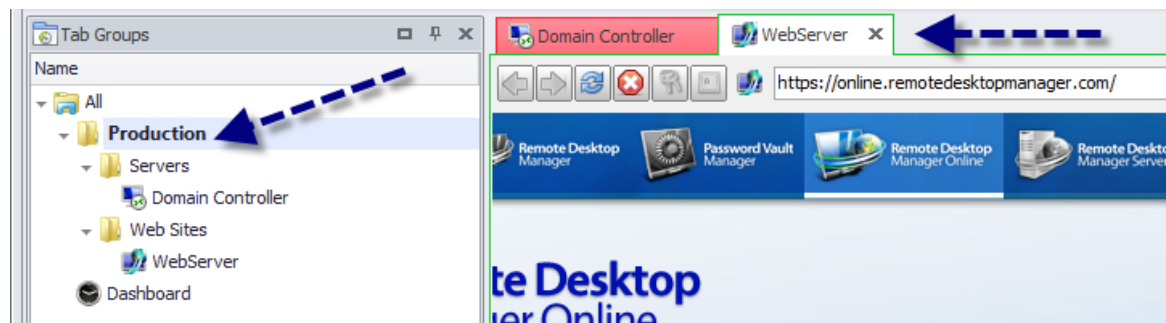 Tab Groups
Name
All
Production
Servers
Domain Controller
Web Sites
WebServer
Dashboard
Domain Controller
WebServer
https://online.remotedesktopmanager.com/
Remote Desktop
Manager
Password Vault
Manager
Remote Desktop
Manager Online
Remote Deskto
Manager Server
te Desktop
er Online